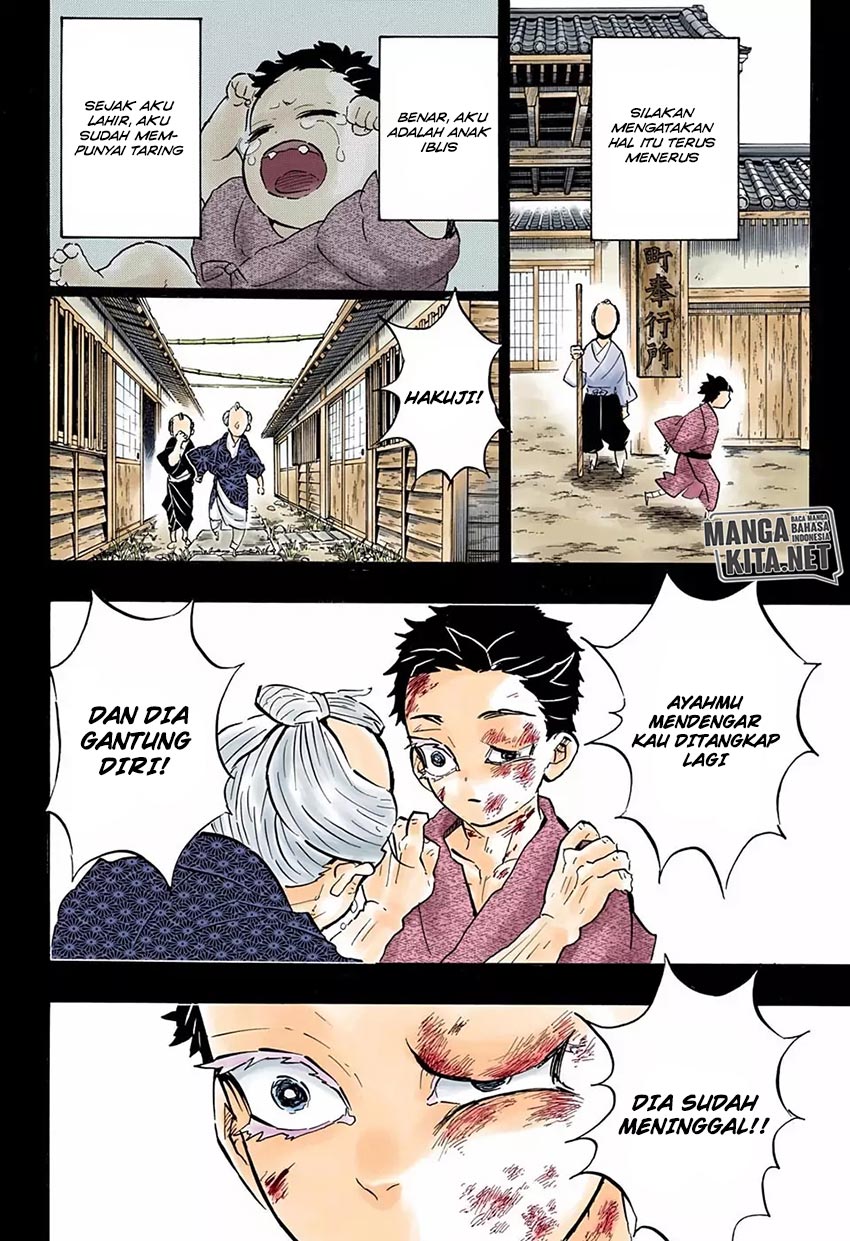 SILAKAN
MENGATAKAN
HAL ITU TERUS
MENERUS
町奉行所
BENAR, AKU
ADALAH ANAK
IBLIS
SEJAK AKU
LAHIR, AKU
SUDAH MEM-
PUNYAI TARING
HAKUJI!
MANGA
KITA.NET
BACA MANGA
BAHASA
INDONESIA
AYAHMU
MENDENGAR
KAU DITANGKAP
LAGI
DAN DIA
GANTUNG
DIRI!
DIA SUDAH
MENINGGAL!!